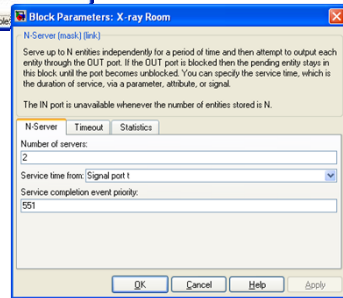 Block Parameters: X-ray Room
N-Server (mask) (link)
Serve up to N entities independently for a period of time and then attempt to output each
entity through the OUT port. If the OUT port is blocked then the pending entity stays in
this block until the port becomes unblocked. You can specify the service time, which is
the duration of service, via a parameter, attribute, or signal.
The IN port is unavailable whenever the number of entities stored is N.
N-Server Timeout Statistics
Number of servers:
2
Service time from: Signal port t
Service completion event priority:
551
OK Cancel Help Apply